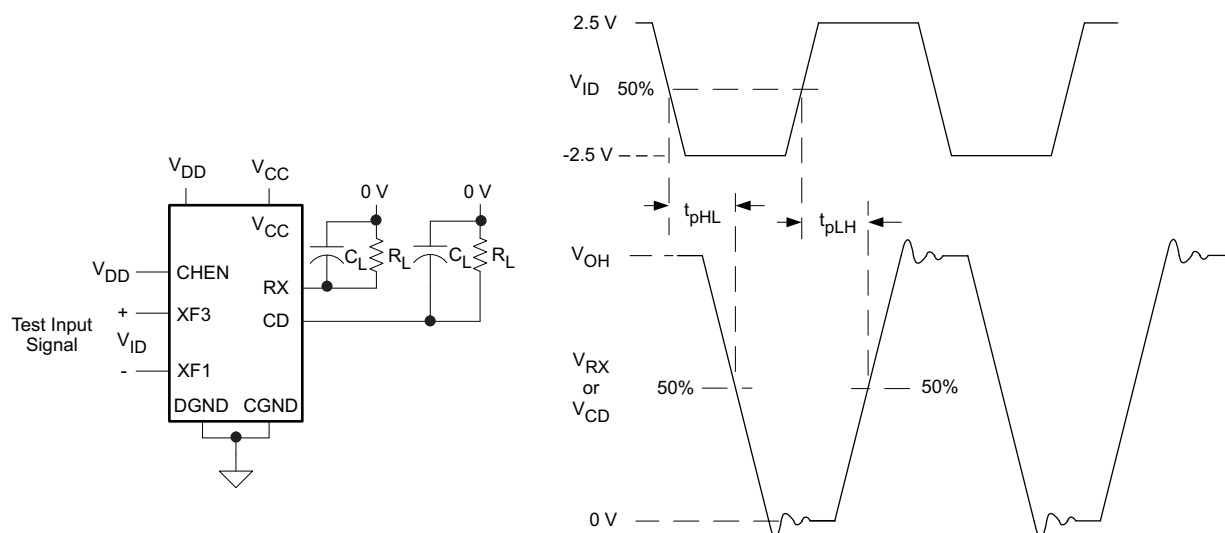 V_DD V_CC
0 V 0 V
V_CC
C_L R_L C_L R_L
V_DD CHEN
RX
+ XF3
CD
Test Input
Signal
V_ID
- XF1
DGND CGND
2.5 V
V_ID 50%
-2.5 V
t_pHL t_pLH
V_OH
V_RX
or
V_CD
50% 50%
0 V